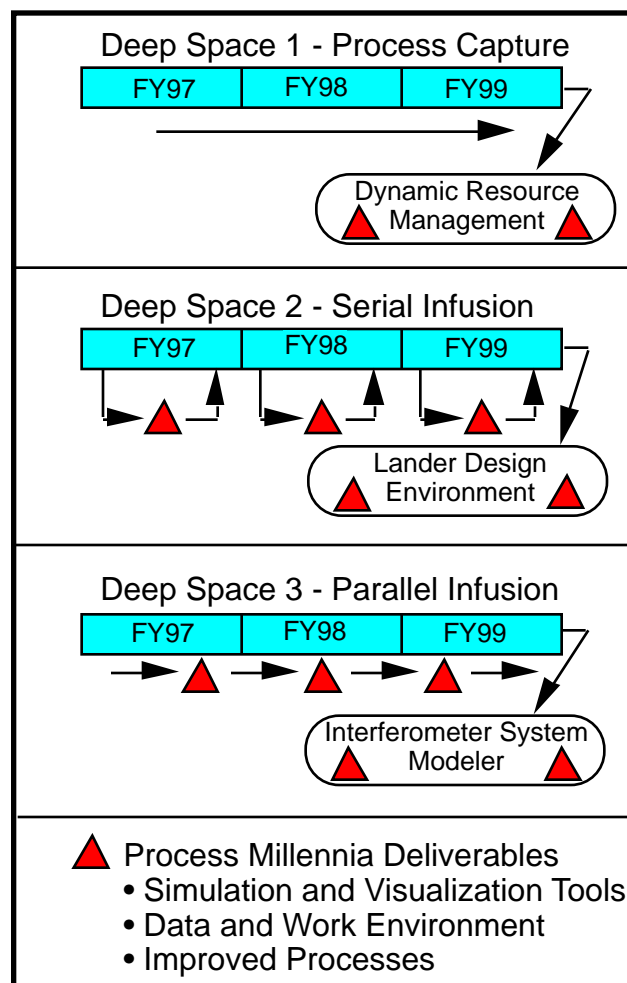 Deep Space 1 - Process Capture
FY97 FY98 FY99
Dynamic Resource
Management
Deep Space 2 - Serial Infusion
FY97 FY98 FY99
Lander Design
Environment
Deep Space 3 - Parallel Infusion
FY97 FY98 FY99
Interferometer System
Modeler
Process Millennia Deliverables
• Simulation and Visualization Tools
• Data and Work Environment
• Improved Processes